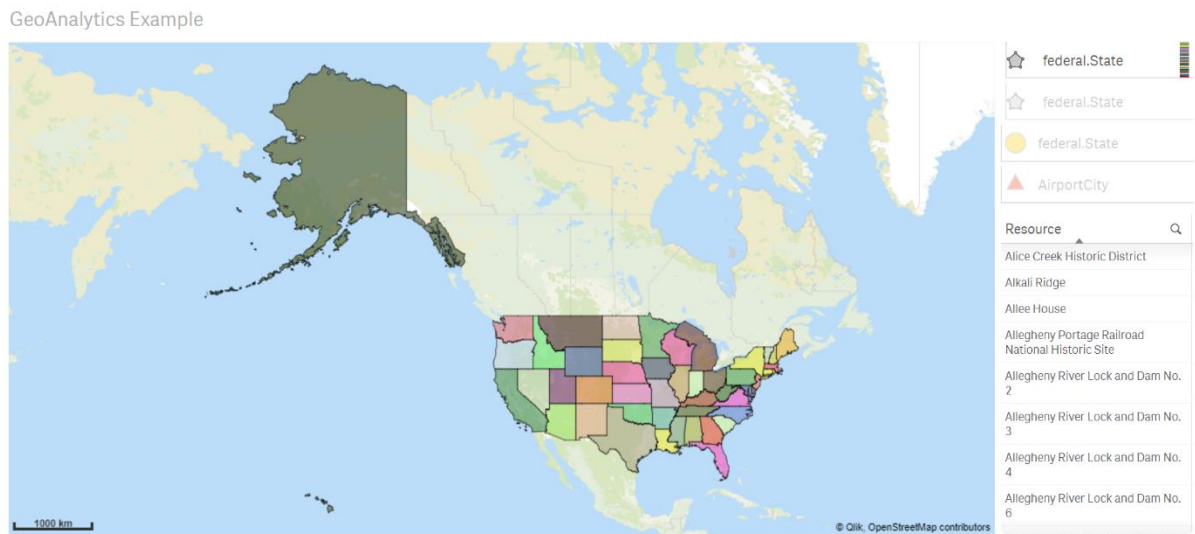 GeoAnalytics Example
federal.State
federal.State
federal.State
AirportCity
Resource
Alice Creek Historic District
Alkali Ridge
Allee House
Allegheny Portage Railroad
National Historic Site
Allegheny River Lock and Dam No.
2
Allegheny River Lock and Dam No.
3
Allegheny River Lock and Dam No.
4
Allegheny River Lock and Dam No.
6
1000 km
© Qlik, OpenStreetMap contributors